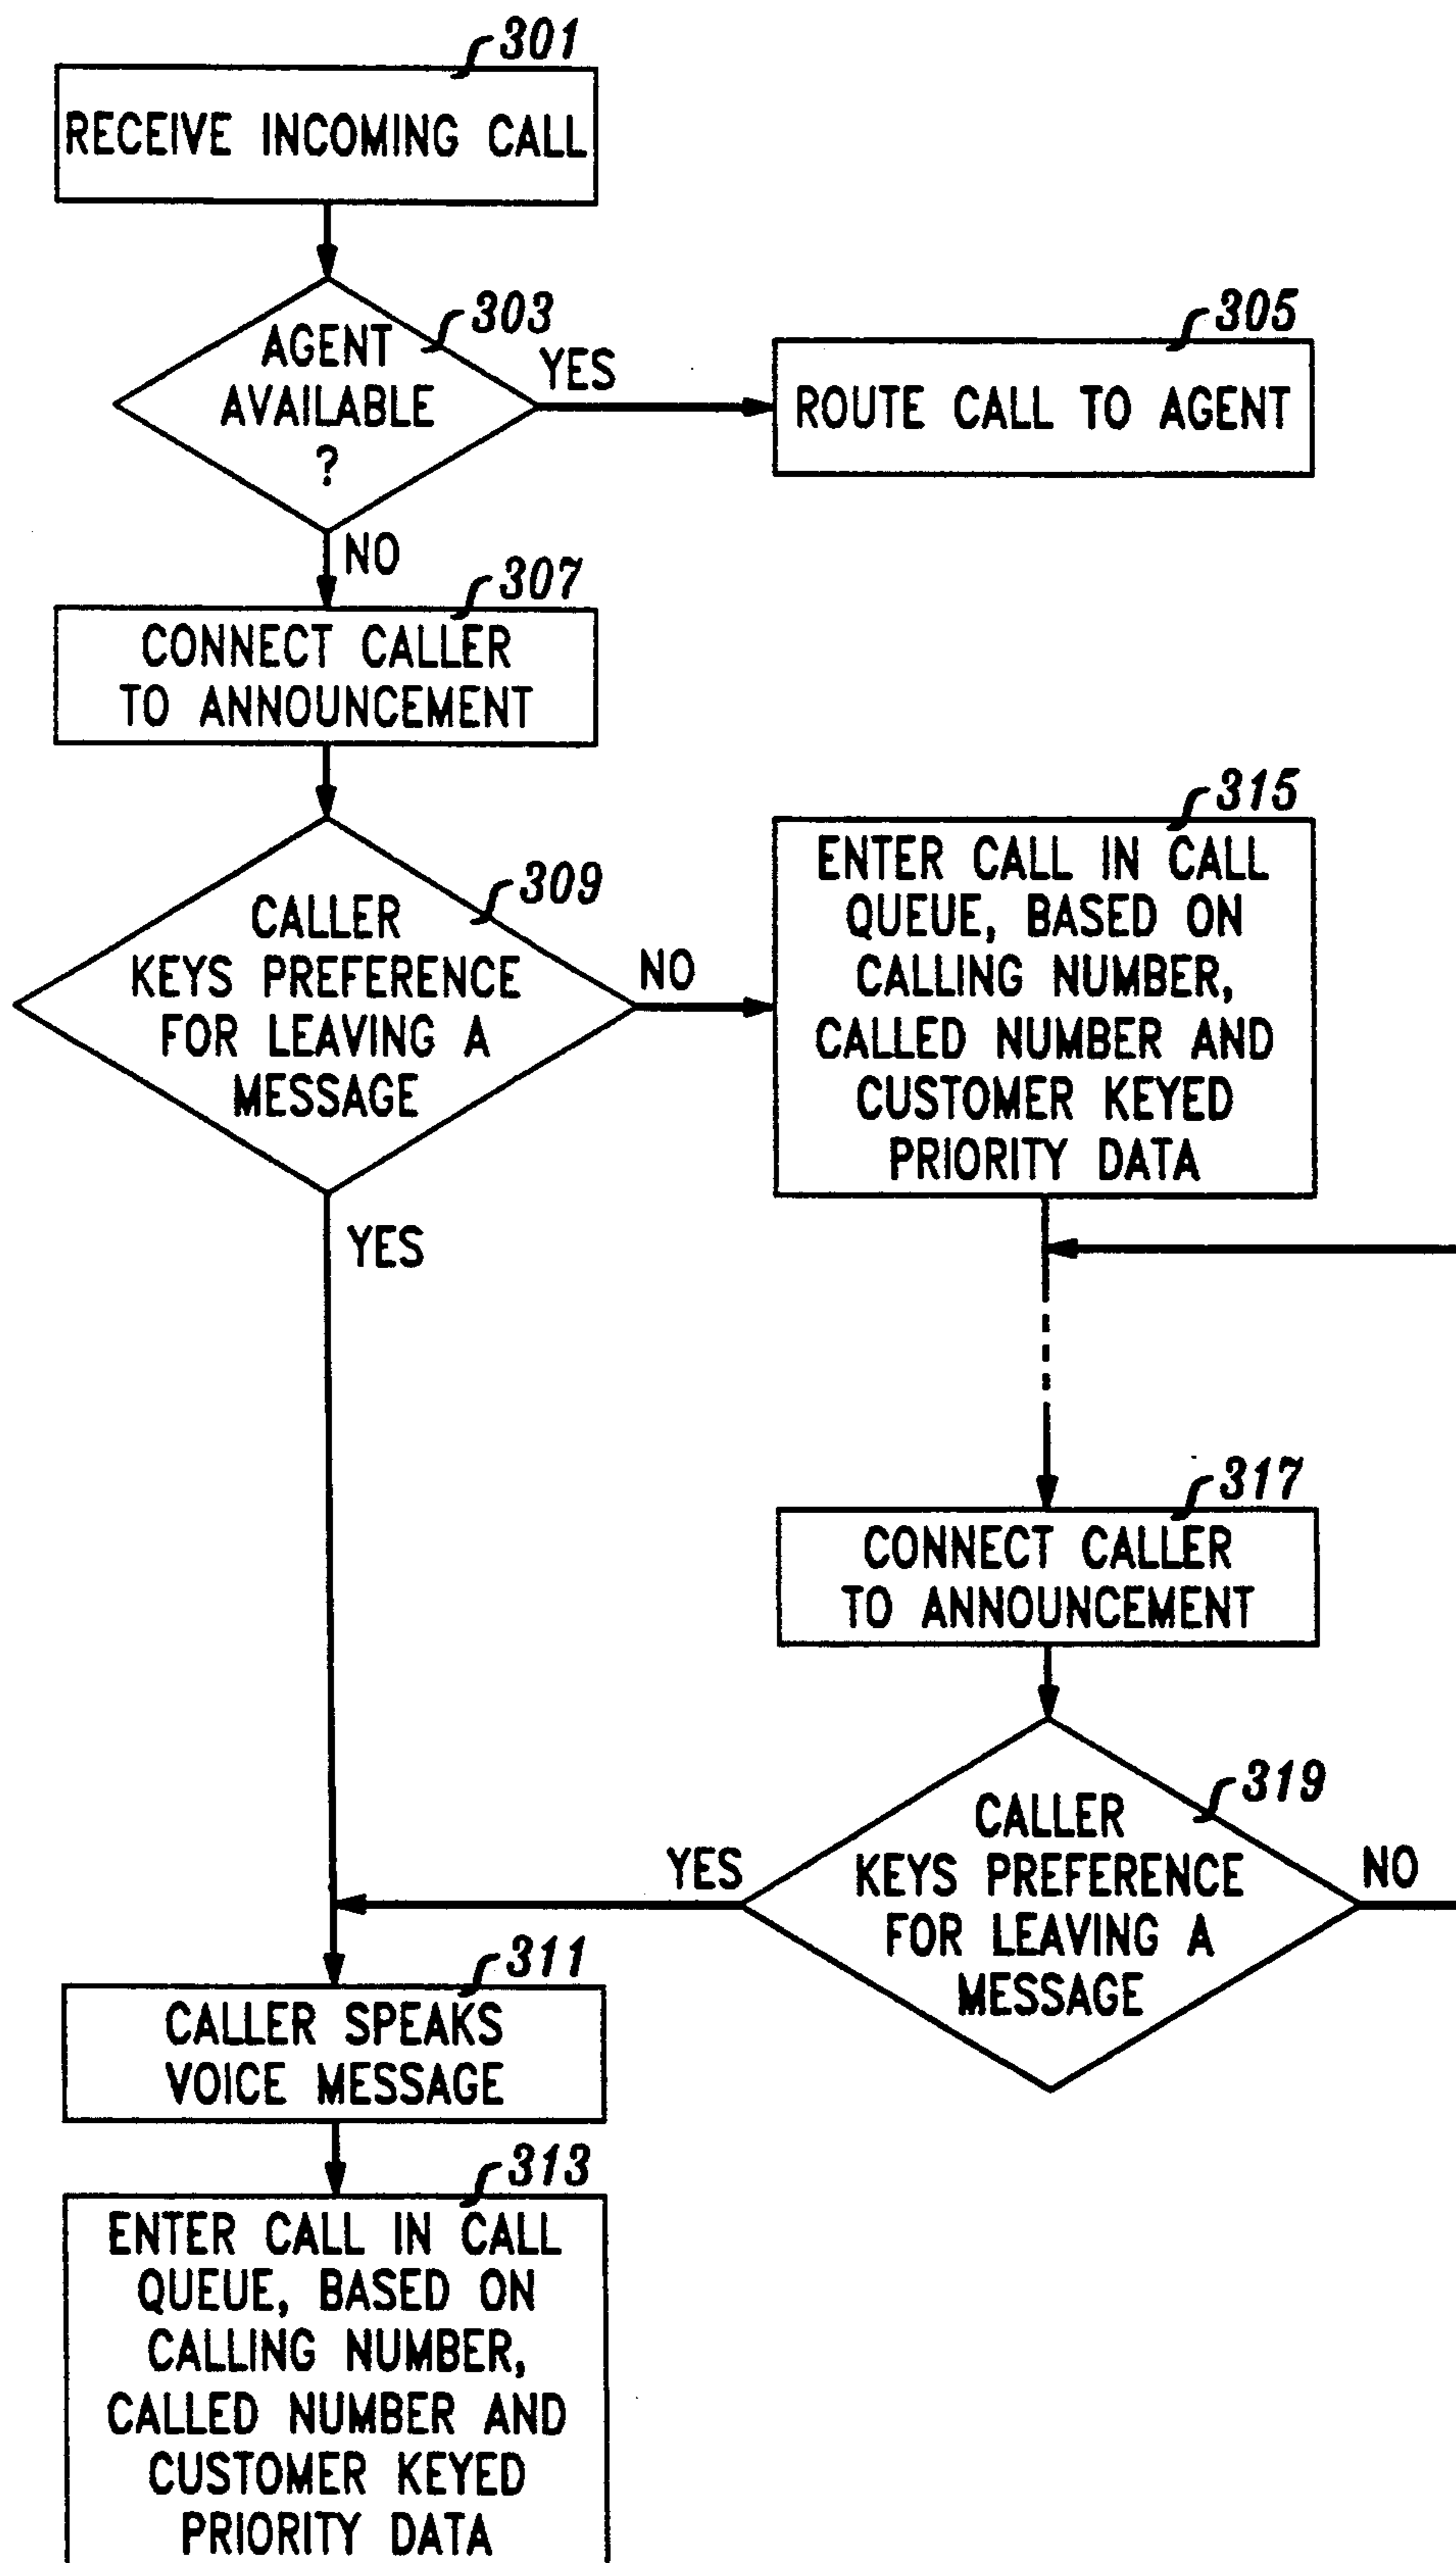 301
RECEIVE INCOMING CALL
303
AGENT
AVAILABLE
?
YES
305
ROUTE CALL TO AGENT
NO
307
CONNECT CALLER
TO ANNOUNCEMENT
309
CALLER
KEYS PREFERENCE
FOR LEAVING A
MESSAGE
NO
YES
315
ENTER CALL IN CALL
QUEUE, BASED ON
CALLING NUMBER,
CALLED NUMBER AND
CUSTOMER KEYED
PRIORITY DATA
317
CONNECT CALLER
TO ANNOUNCEMENT
319
CALLER
KEYS PREFERENCE
FOR LEAVING A
MESSAGE
YES
NO
311
CALLER SPEAKS
VOICE MESSAGE
313
ENTER CALL IN CALL
QUEUE, BASED ON
CALLING NUMBER,
CALLED NUMBER AND
CUSTOMER KEYED
PRIORITY DATA